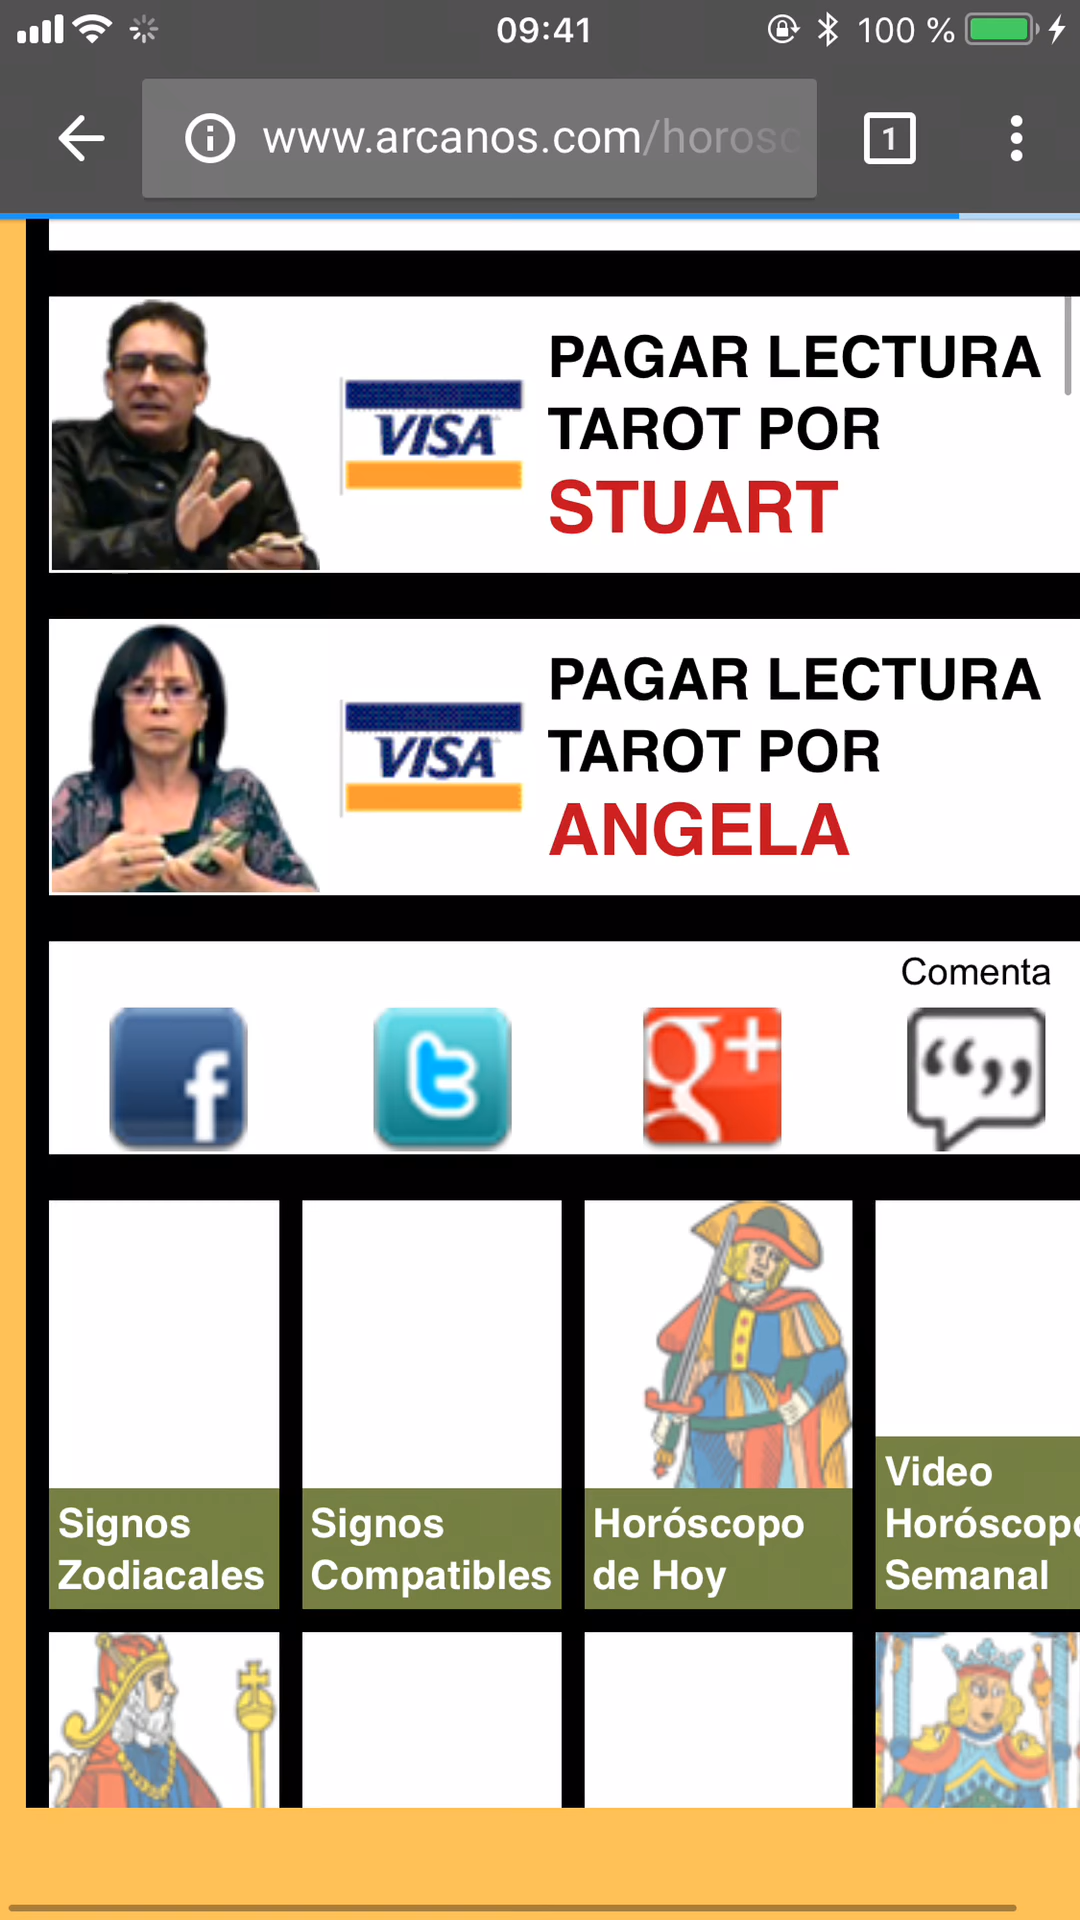 09:41
100 %
www.arcanos.com/horosc
1
PAGAR LECTURA
TAROT POR
STUART
VISA
PAGAR LECTURA
TAROT POR
ANGELA
VISA
Comenta
Signos
Zodiacales
Signos
Compatibles
Horóscopo
de Hoy
Video
Horóscopo
Semanal